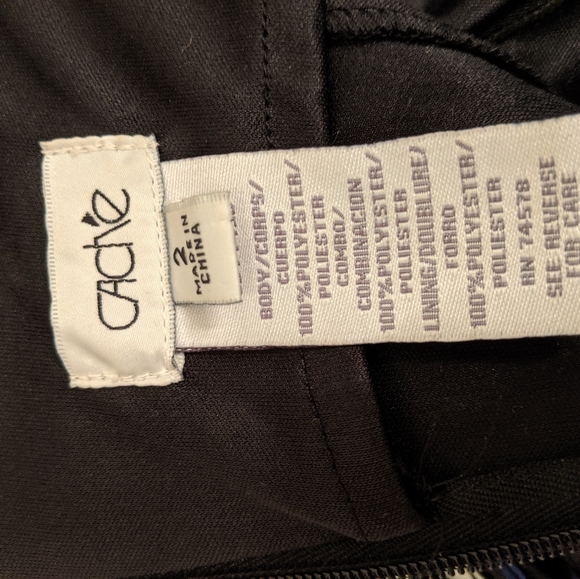 CACHÉ
2
MADE IN
CHINA
BODY/CORPS/
CUERPO
100%POLYESTER/
POLIESTER
COMBO/
COMBINACION
100%POLYESTER/
POLIESTER
LINING/DOUBLURE/
FORRO
100%POLYESTER/
POLIESTER
RN 74578
SEE REVERSE
FOR CARE